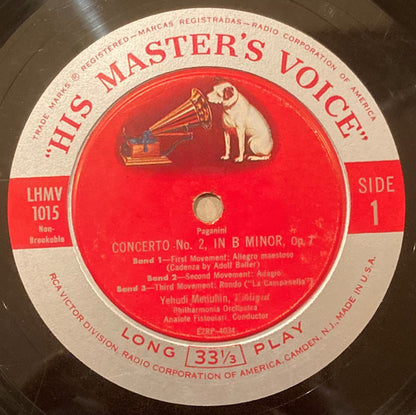 TRADE MARKS ® REGISTERED—MARCAS REGISTRADAS—RADIO CORPORATION OF AMERICA
"HIS MASTER'S VOICE"
LHMV
1015
Non-
Breakable
SIDE
1
Paganini
CONCERTO No. 2, IN B MINOR, Op. 7
Band 1—First Movement: Allegro maestoso
(Cadenza by Adolf Baller)
Band 2—Second Movement: Adagio
Band 3—Third Movement: Rondo ("La Campanella")
Yehudi Menuhin, Violinist
Philharmonia Orchestra
Anatole Fistoulari, Conductor
E2RP-4034
LONG 33 1/3 PLAY
RCA VICTOR DIVISION, RADIO CORPORATION OF AMERICA, CAMDEN, N.J. MADE IN U.S.A.